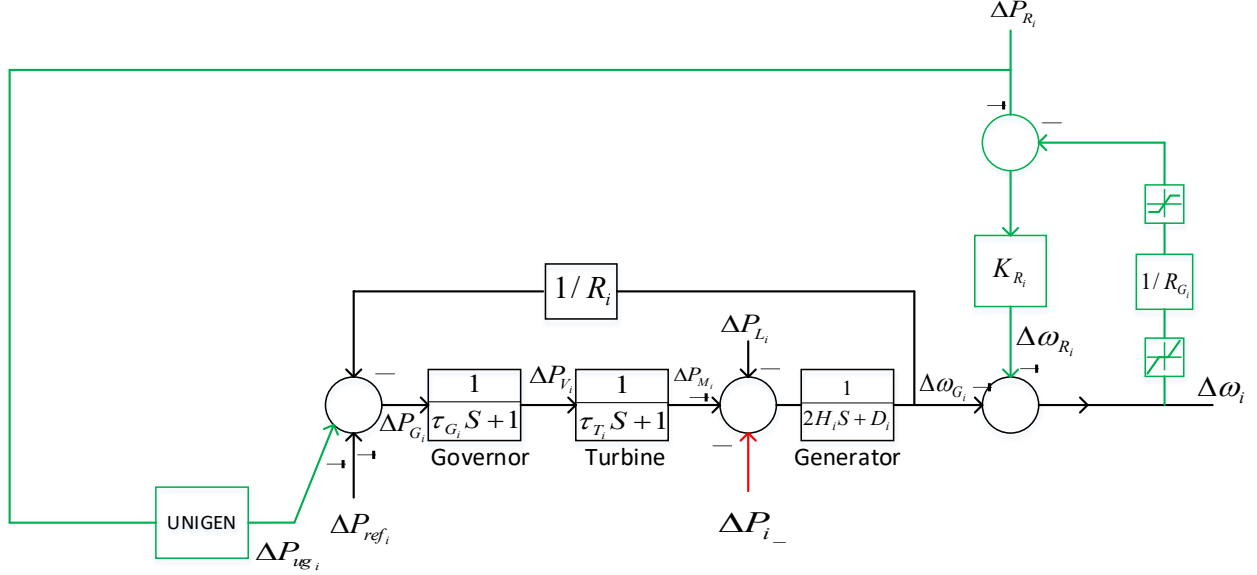 ΔP_{R_i}
—
K_{R_i}
1/R_{G_i}
1/R_i
ΔP_{L_i}
Δω_{R_i}
—
ΔP_{G_i}
1
τ_{G_i} S+1
Governor
ΔP_{V_i}
1
τ_{T_i} S+1
Turbine
ΔP_{M_i}
—
—
1
2H_i S+D_i
Generator
Δω_{G_i}
Δω_i
UNIGEN
ΔP_{ug_i}
ΔP_{ref_i}
ΔP_{i_}